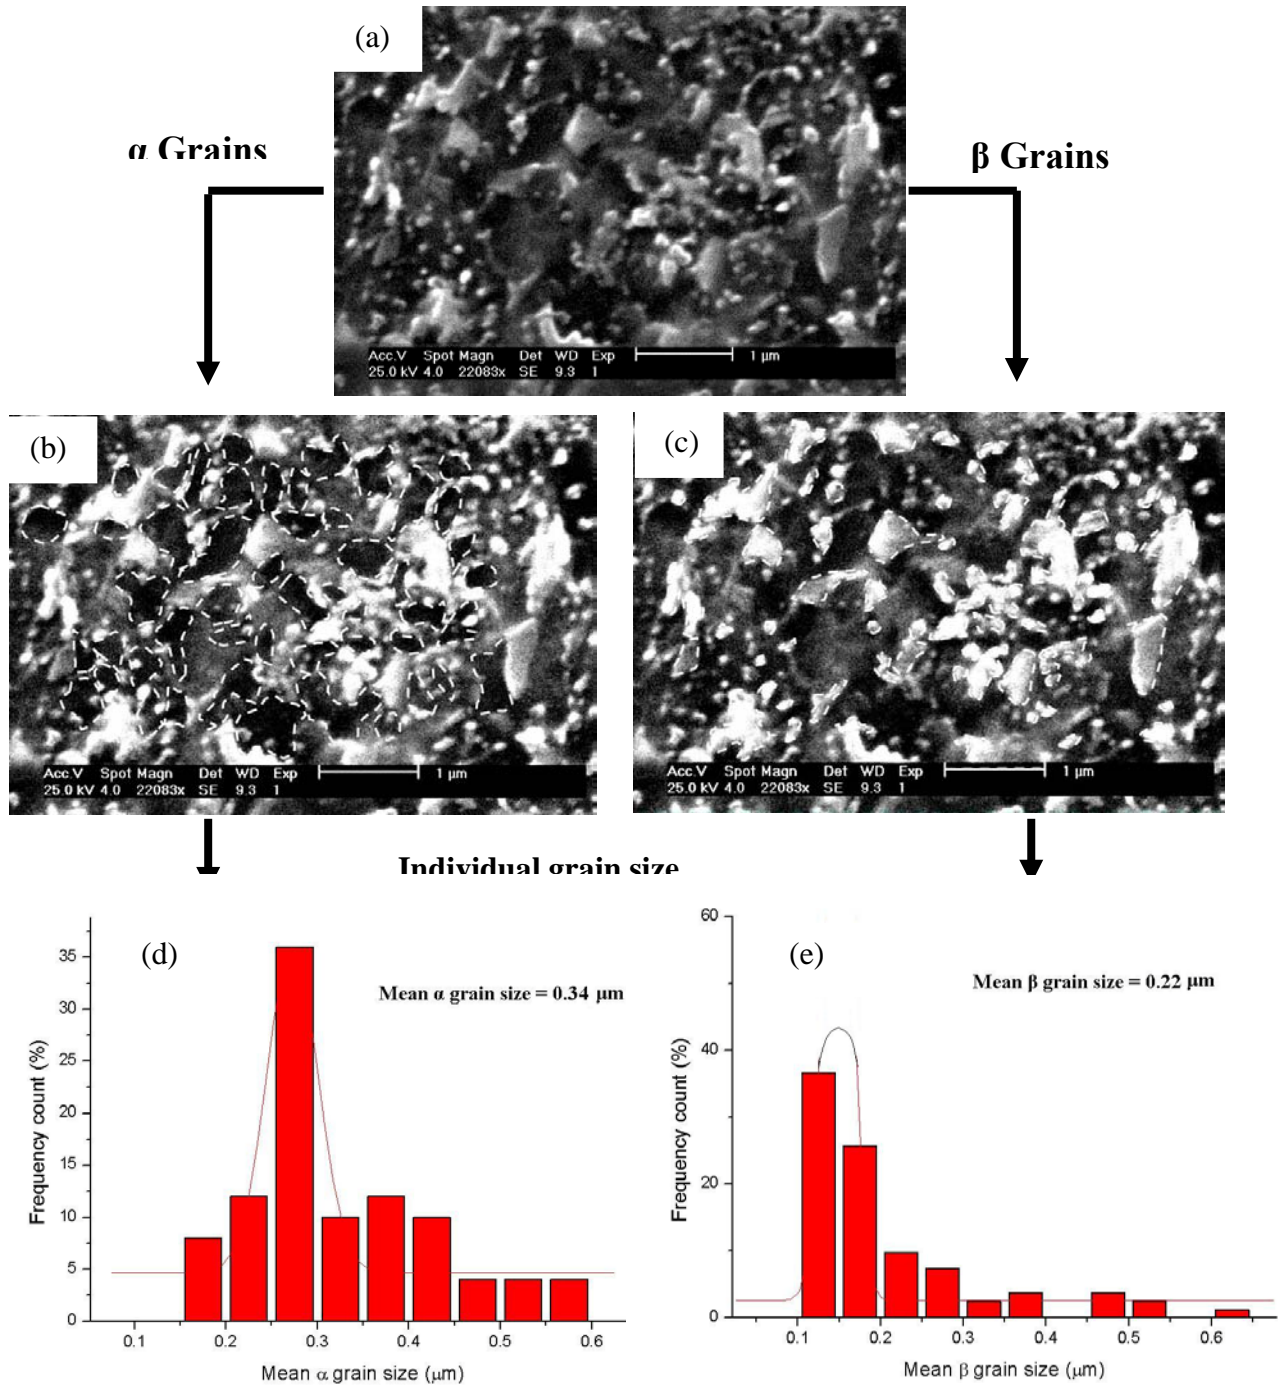 (a)
α Grains
β Grains
Acc.V Spot Magn Det WD Exp 1 μm
25.0 kV 4.0 22083x SE 9.3 1
(b)
(c)
Acc.V Spot Magn Det WD Exp 1 μm
25.0 kV 4.0 22083x SE 9.3 1
Acc.V Spot Magn Det WD Exp 1 μm
25.0 kV 4.0 22083x SE 9.3 1
Individual grain size
(d)
Mean α grain size = 0.34 μm
Frequency count (%)
35
30
25
20
15
10
5
0
0.1 0.2 0.3 0.4 0.5 0.6
Mean α grain size (μm)
(e)
Mean β grain size = 0.22 μm
Frequency count (%)
60
40
20
0
0.1 0.2 0.3 0.4 0.5 0.6
Mean β grain size (μm)